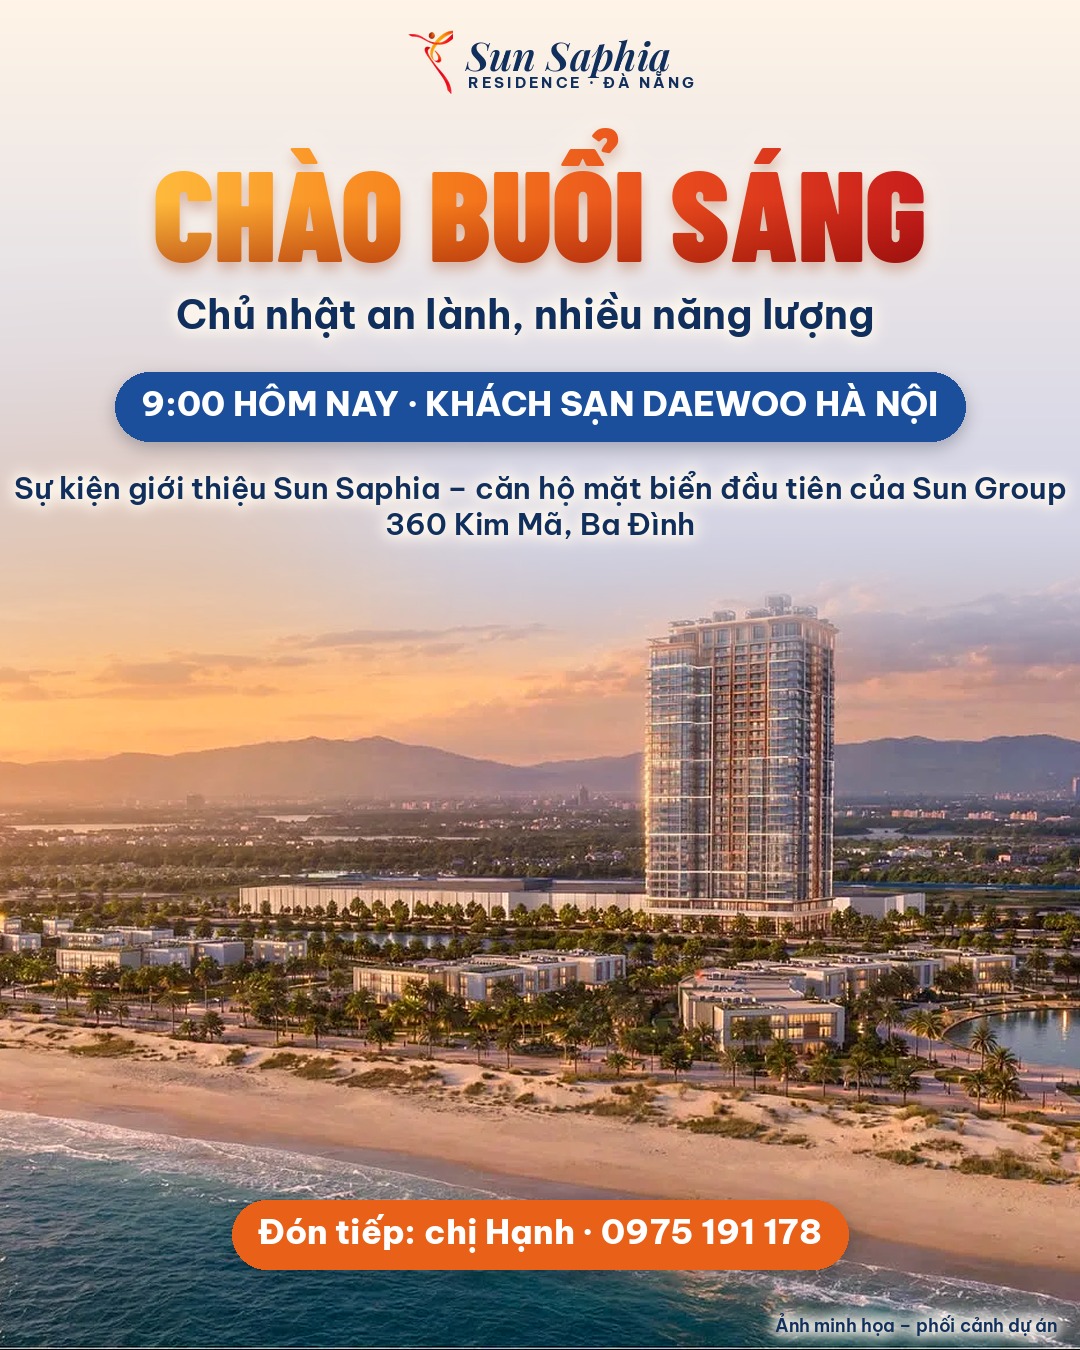 Sun Saphia
RESIDENCE · ĐÀ NẴNG
CHÀO BUỔI SÁNG
Chủ nhật an lành, nhiều năng lượng
9:00 HÔM NAY · KHÁCH SẠN DAEWOO HÀ NỘI
Sự kiện giới thiệu Sun Saphia – căn hộ mặt biển đầu tiên của Sun Group
360 Kim Mã, Ba Đình
Đón tiếp: chị Hạnh · 0975 191 178
Ảnh minh họa – phối cảnh dự án